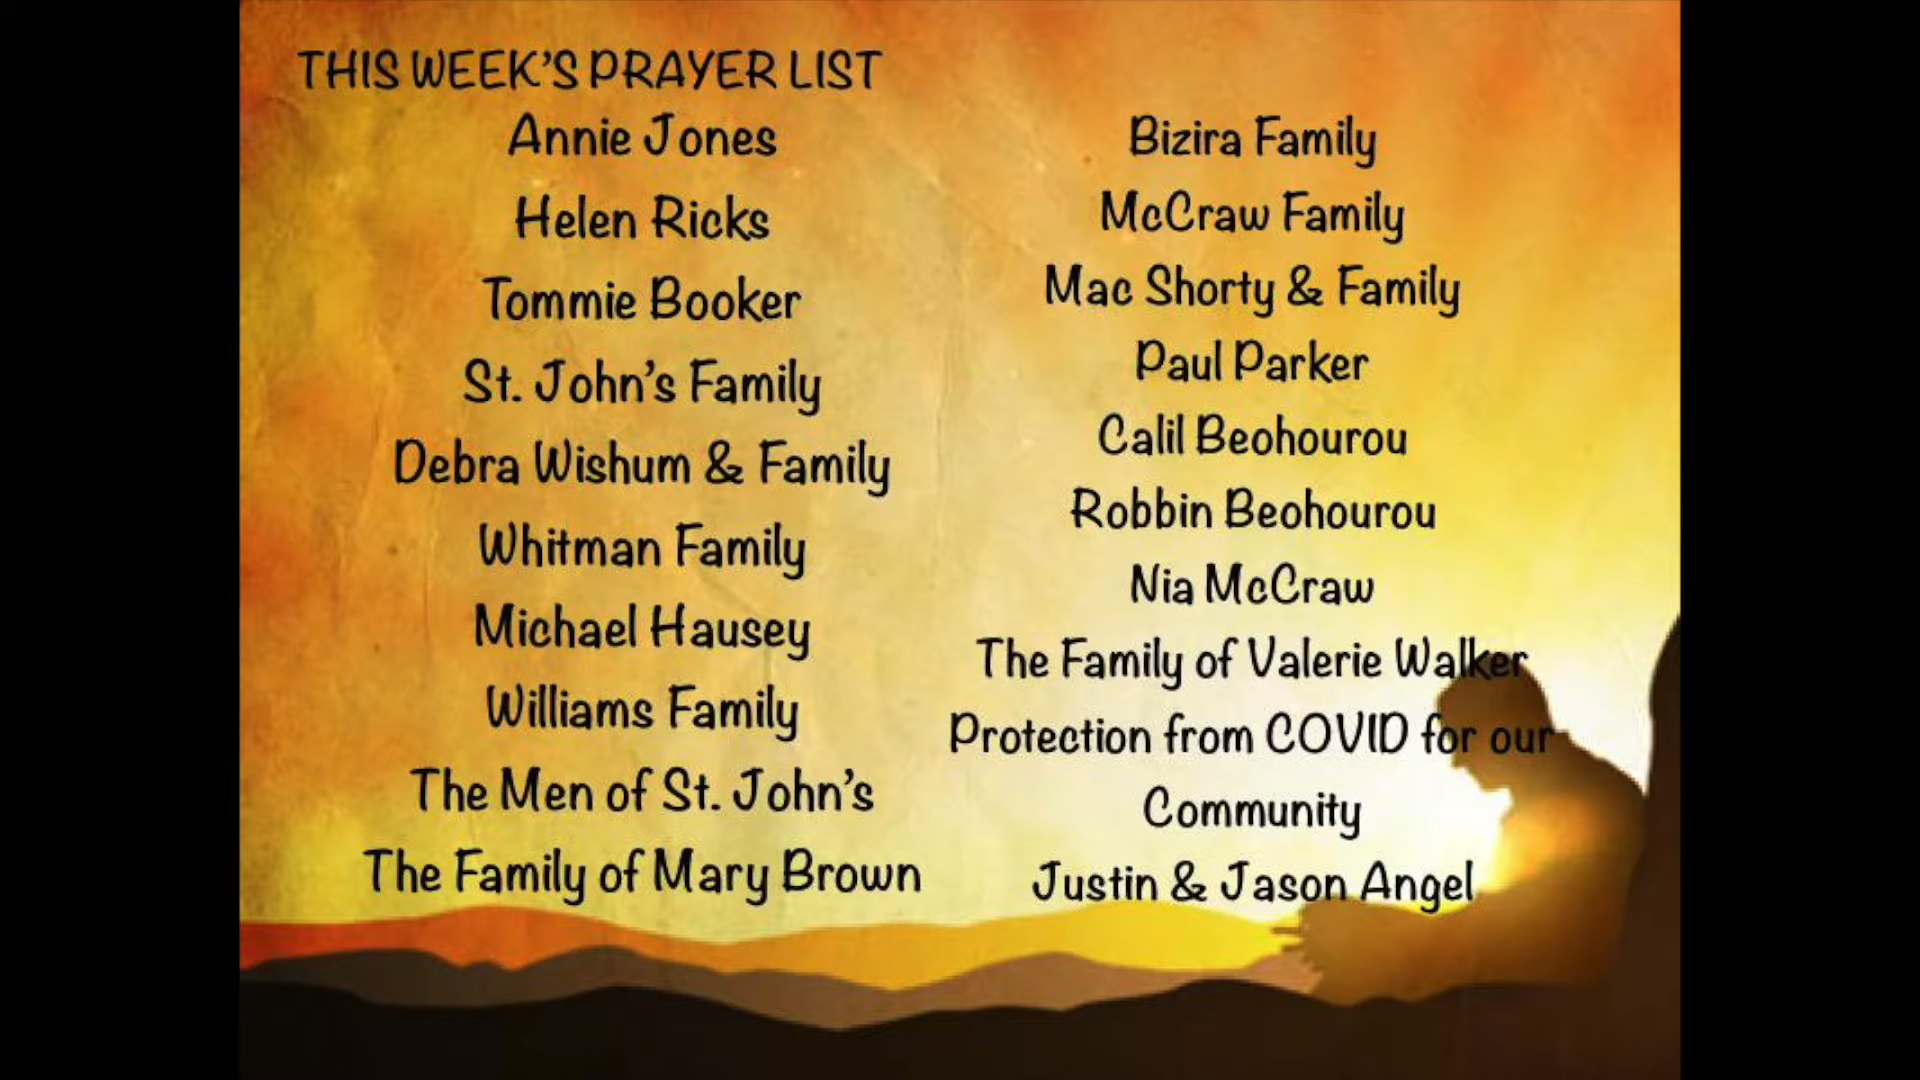 THIS WEEK'S PRAYER LIST
Annie Jones
Helen Ricks
Tommie Booker
St. John's Family
Debra Wishum & Family
Whitman Family
Michael Hausey
Williams Family
The Men of St. John's
The Family of Mary Brown
Bizira Family
McCraw Family
Mac Shorty & Family
Paul Parker
Calil Beohourou
Robbin Beohourou
Nia McCraw
The Family of Valerie Walker
Protection from COVID for our
Community
Justin & Jason Angel